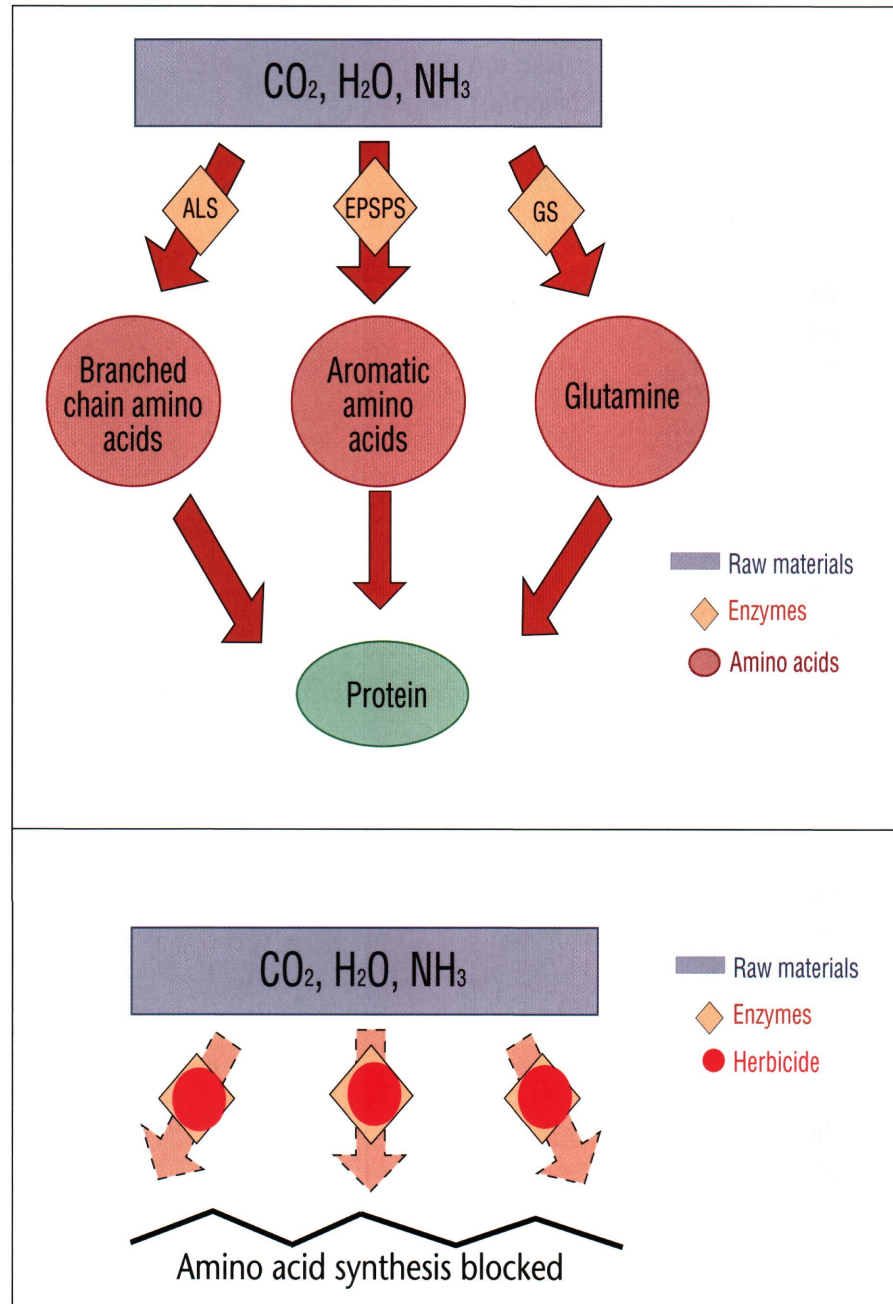 CO₂, H₂O, NH₃
ALS
EPSPS
GS
Branched
chain amino
acids
Aromatic
amino
acids
Glutamine
Protein
Raw materials
Enzymes
Amino acids
CO₂, H₂O, NH₃
Raw materials
Enzymes
Herbicide
Amino acid synthesis blocked